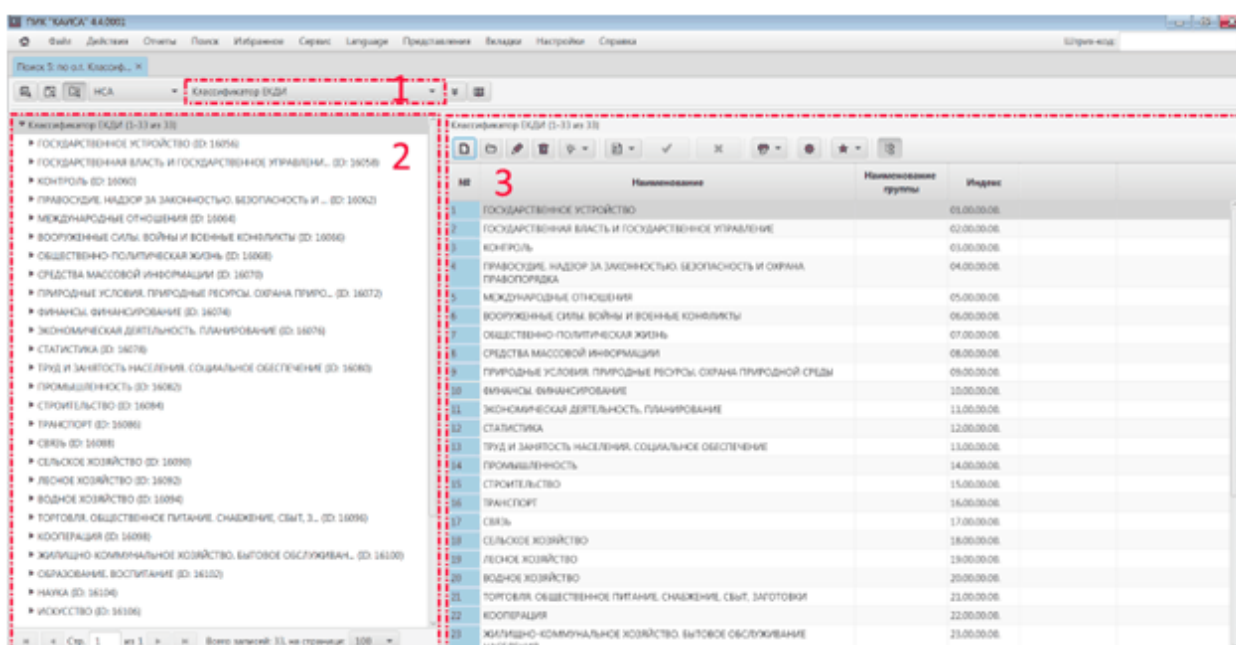 ПИК "КАИСА" 4.4.0002
Файл Действия Отчеты Поиск Избранное Сервис Language Представления Вкладки Настройки Справка Штрих-код:
Поиск 5: по о.т. Классиф... ×
НСА Классификатор ЕКДИ
1
Классификатор ЕКДИ (1-33 из 33)
2
ГОСУДАРСТВЕННОЕ УСТРОЙСТВО (ID: 16056)
ГОСУДАРСТВЕННАЯ ВЛАСТЬ И ГОСУДАРСТВЕННОЕ УПРАВЛЕНИ... (ID: 16058)
КОНТРОЛЬ (ID: 16060)
ПРАВОСУДИЕ. НАДЗОР ЗА ЗАКОННОСТЬЮ. БЕЗОПАСНОСТЬ И ... (ID: 16062)
МЕЖДУНАРОДНЫЕ ОТНОШЕНИЯ (ID: 16064)
ВООРУЖЕННЫЕ СИЛЫ. ВОЙНЫ И ВОЕННЫЕ КОНФЛИКТЫ (ID: 16066)
ОБЩЕСТВЕННО-ПОЛИТИЧЕСКАЯ ЖИЗНЬ (ID: 16068)
СРЕДСТВА МАССОВОЙ ИНФОРМАЦИИ (ID: 16070)
ПРИРОДНЫЕ УСЛОВИЯ. ПРИРОДНЫЕ РЕСУРСЫ. ОХРАНА ПРИРО... (ID: 16072)
ФИНАНСЫ. ФИНАНСИРОВАНИЕ (ID: 16074)
ЭКОНОМИЧЕСКАЯ ДЕЯТЕЛЬНОСТЬ. ПЛАНИРОВАНИЕ (ID: 16076)
СТАТИСТИКА (ID: 16078)
ТРУД И ЗАНЯТОСТЬ НАСЕЛЕНИЯ. СОЦИАЛЬНОЕ ОБЕСПЕЧЕНИЕ (ID: 16080)
ПРОМЫШЛЕННОСТЬ (ID: 16082)
СТРОИТЕЛЬСТВО (ID: 16084)
ТРАНСПОРТ (ID: 16086)
СВЯЗЬ (ID: 16088)
СЕЛЬСКОЕ ХОЗЯЙСТВО (ID: 16090)
ЛЕСНОЕ ХОЗЯЙСТВО (ID: 16092)
ВОДНОЕ ХОЗЯЙСТВО (ID: 16094)
ТОРГОВЛЯ. ОБЩЕСТВЕННОЕ ПИТАНИЕ. СНАБЖЕНИЕ, СБЫТ, З... (ID: 16096)
КООПЕРАЦИЯ (ID: 16098)
ЖИЛИЩНО-КОММУНАЛЬНОЕ ХОЗЯЙСТВО. БЫТОВОЕ ОБСЛУЖИВАН... (ID: 16100)
ОБРАЗОВАНИЕ. ВОСПИТАНИЕ (ID: 16102)
НАУКА (ID: 16104)
ИСКУССТВО (ID: 16106)
Стр. 1 из 1 Всего записей: 33, на странице: 100
Классификатор ЕКДИ (1-33 из 33)
3
№ Наименование Наименование группы Индекс
1 ГОСУДАРСТВЕННОЕ УСТРОЙСТВО 01.00.00.00.
2 ГОСУДАРСТВЕННАЯ ВЛАСТЬ И ГОСУДАРСТВЕННОЕ УПРАВЛЕНИЕ 02.00.00.00.
3 КОНТРОЛЬ 03.00.00.00.
4 ПРАВОСУДИЕ. НАДЗОР ЗА ЗАКОННОСТЬЮ. БЕЗОПАСНОСТЬ И ОХРАНА 04.00.00.00.
ПРАВОПОРЯДКА
5 МЕЖДУНАРОДНЫЕ ОТНОШЕНИЯ 05.00.00.00.
6 ВООРУЖЕННЫЕ СИЛЫ. ВОЙНЫ И ВОЕННЫЕ КОНФЛИКТЫ 06.00.00.00.
7 ОБЩЕСТВЕННО-ПОЛИТИЧЕСКАЯ ЖИЗНЬ 07.00.00.00.
8 СРЕДСТВА МАССОВОЙ ИНФОРМАЦИИ 08.00.00.00.
9 ПРИРОДНЫЕ УСЛОВИЯ. ПРИРОДНЫЕ РЕСУРСЫ. ОХРАНА ПРИРОДНОЙ СРЕДЫ 09.00.00.00.
10 ФИНАНСЫ. ФИНАНСИРОВАНИЕ 10.00.00.00.
11 ЭКОНОМИЧЕСКАЯ ДЕЯТЕЛЬНОСТЬ. ПЛАНИРОВАНИЕ 11.00.00.00.
12 СТАТИСТИКА 12.00.00.00.
13 ТРУД И ЗАНЯТОСТЬ НАСЕЛЕНИЯ. СОЦИАЛЬНОЕ ОБЕСПЕЧЕНИЕ 13.00.00.00.
14 ПРОМЫШЛЕННОСТЬ 14.00.00.00.
15 СТРОИТЕЛЬСТВО 15.00.00.00.
16 ТРАНСПОРТ 16.00.00.00.
17 СВЯЗЬ 17.00.00.00.
18 СЕЛЬСКОЕ ХОЗЯЙСТВО 18.00.00.00.
19 ЛЕСНОЕ ХОЗЯЙСТВО 19.00.00.00.
20 ВОДНОЕ ХОЗЯЙСТВО 20.00.00.00.
21 ТОРГОВЛЯ. ОБЩЕСТВЕННОЕ ПИТАНИЕ. СНАБЖЕНИЕ, СБЫТ, ЗАГОТОВКИ 21.00.00.00.
22 КООПЕРАЦИЯ 22.00.00.00.
23 ЖИЛИЩНО-КОММУНАЛЬНОЕ ХОЗЯЙСТВО. БЫТОВОЕ ОБСЛУЖИВАНИЕ 23.00.00.00.